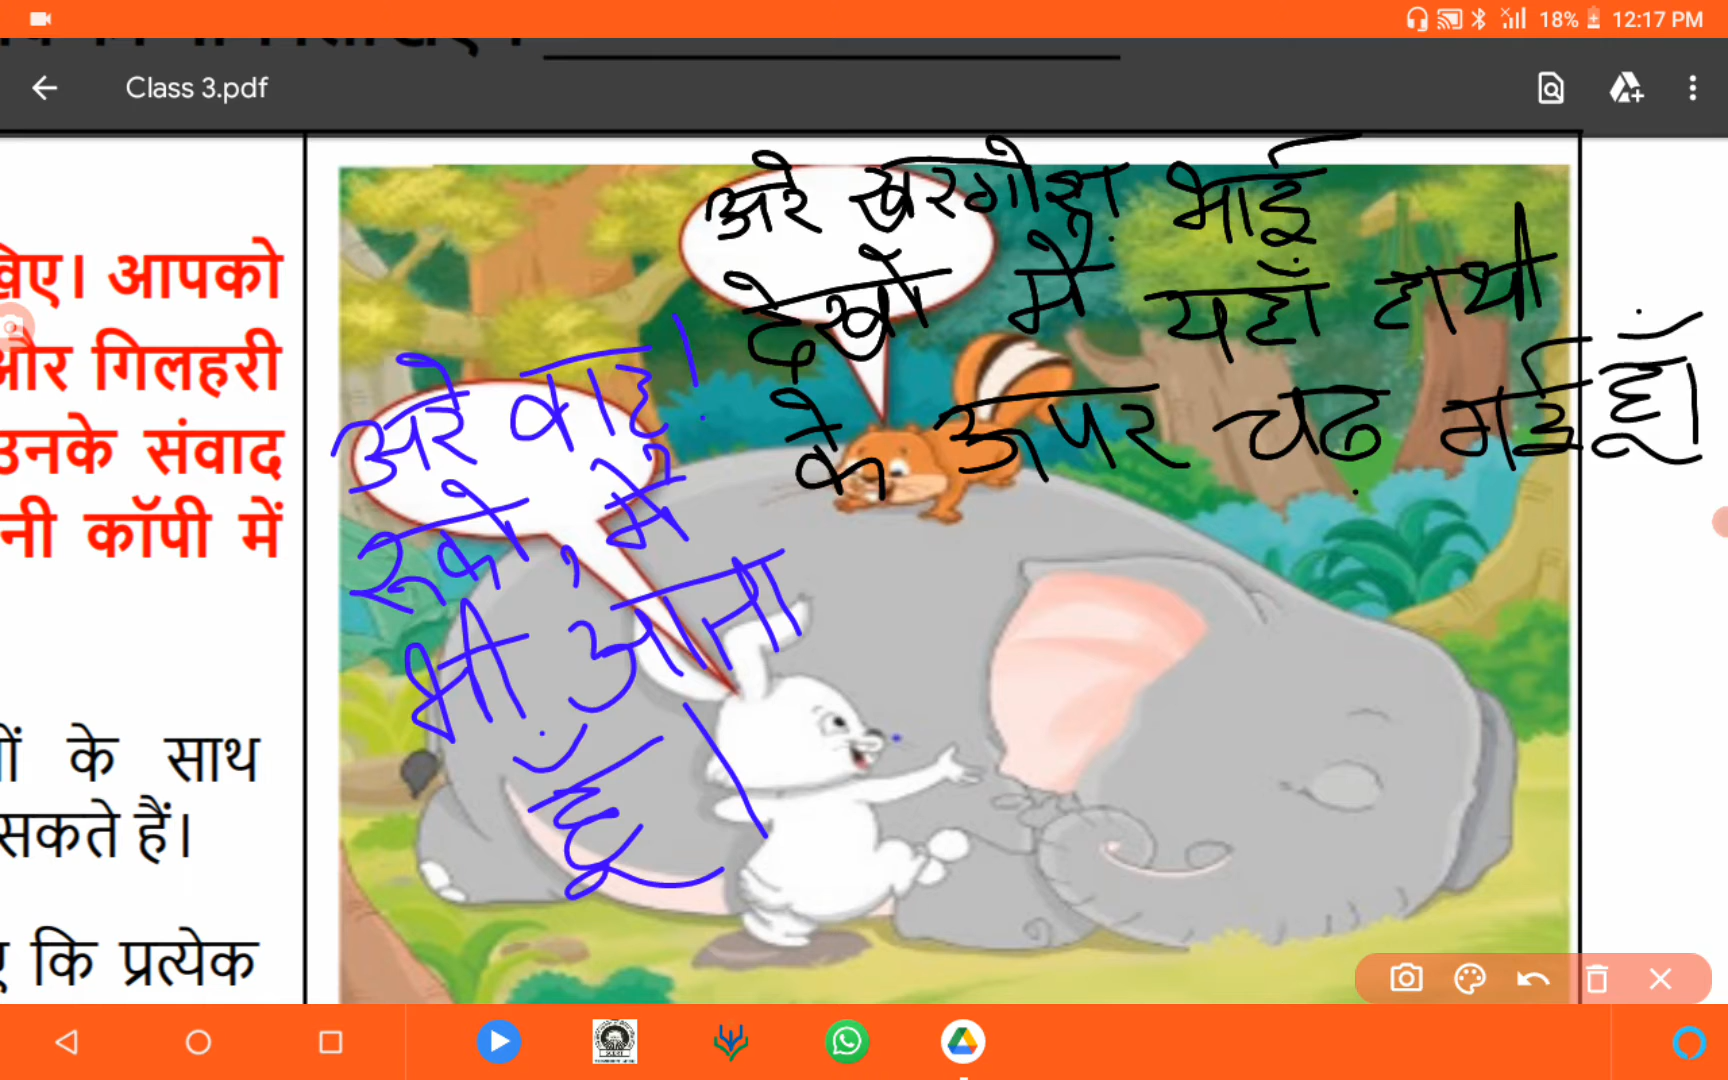 18% 12:17 PM
Class 3.pdf
खिए। आपको
और गिलहरी
उनके संवाद
नी कॉपी में
ों के साथ
सकते हैं।
ए कि प्रत्येक
अरे खरगोश भाई
देखो में यहाँ हाथी
के ऊपर चढ़ गई हूँ।
अरे वाह!
रुको, में
भी आता
हूँ।